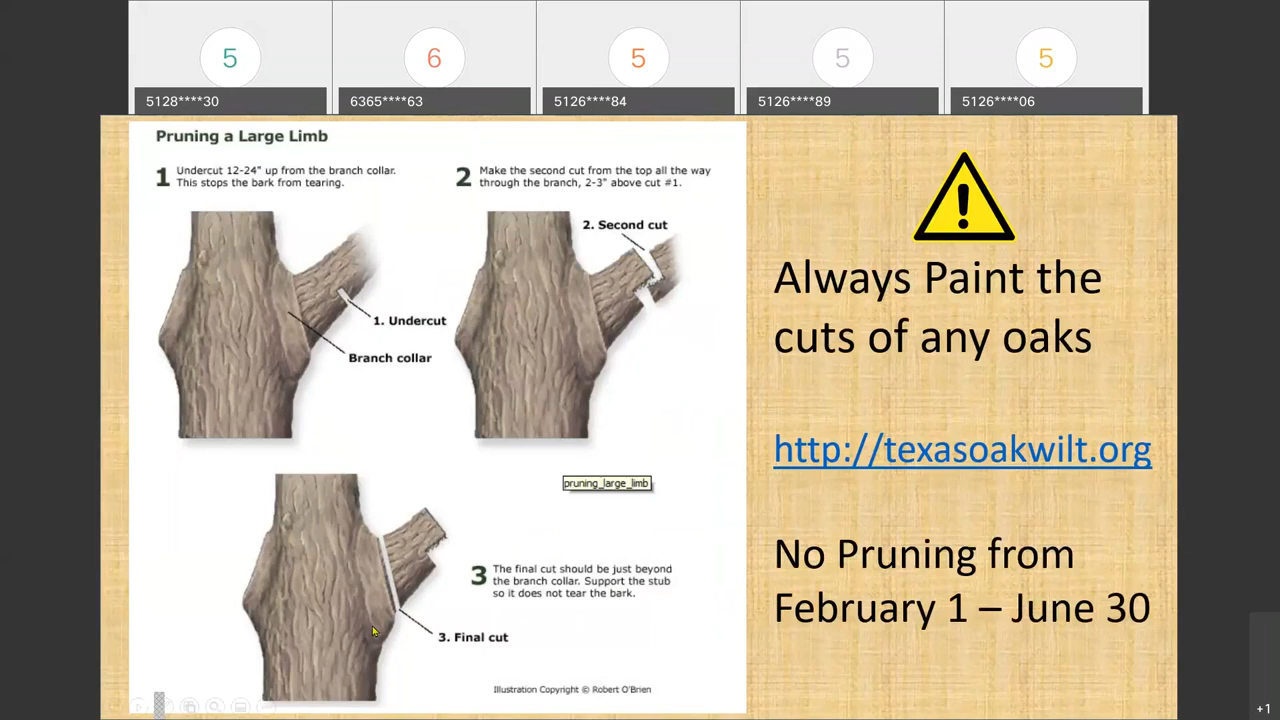 5
6
5
5
5
5128****30
6365****63
5126****84
5126****89
5126****06
Pruning a Large Limb
1
Undercut 12-24" up from the branch collar.
This stops the bark from tearing.
2
Make the second cut from the top all the way
through the branch, 2-3" above cut #1.
2. Second cut
1. Undercut
Branch collar
pruning_large_limb
3
The final cut should be just beyond
the branch collar. Support the stub
so it does not tear the bark.
3. Final cut
Illustration Copyright © Robert O'Brien
Always Paint the
cuts of any oaks
http://texasoakwilt.org
No Pruning from
February 1 – June 30
+1